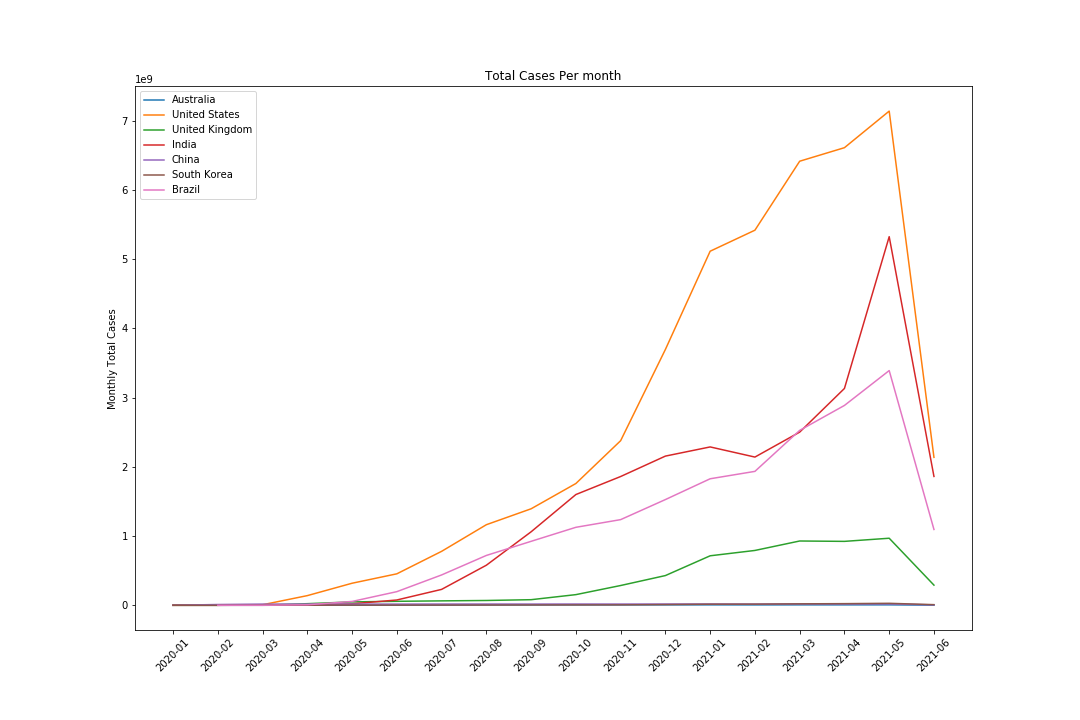 Total Cases Per month
1e9
Australia
United States
United Kingdom
India
China
South Korea
Brazil
7
6
5
4
3
2
1
0
Monthly Total Cases
2020-01
2020-02
2020-03
2020-04
2020-05
2020-06
2020-07
2020-08
2020-09
2020-10
2020-11
2020-12
2021-01
2021-02
2021-03
2021-04
2021-05
2021-06